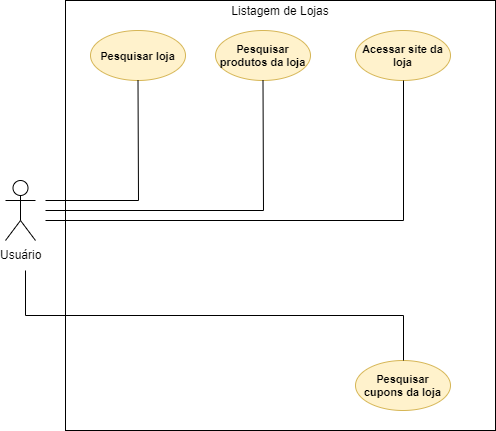 Listagem de Lojas
Pesquisar loja
Pesquisar
produtos da loja
Acessar site da
loja
Usuário
Pesquisar
cupons da loja